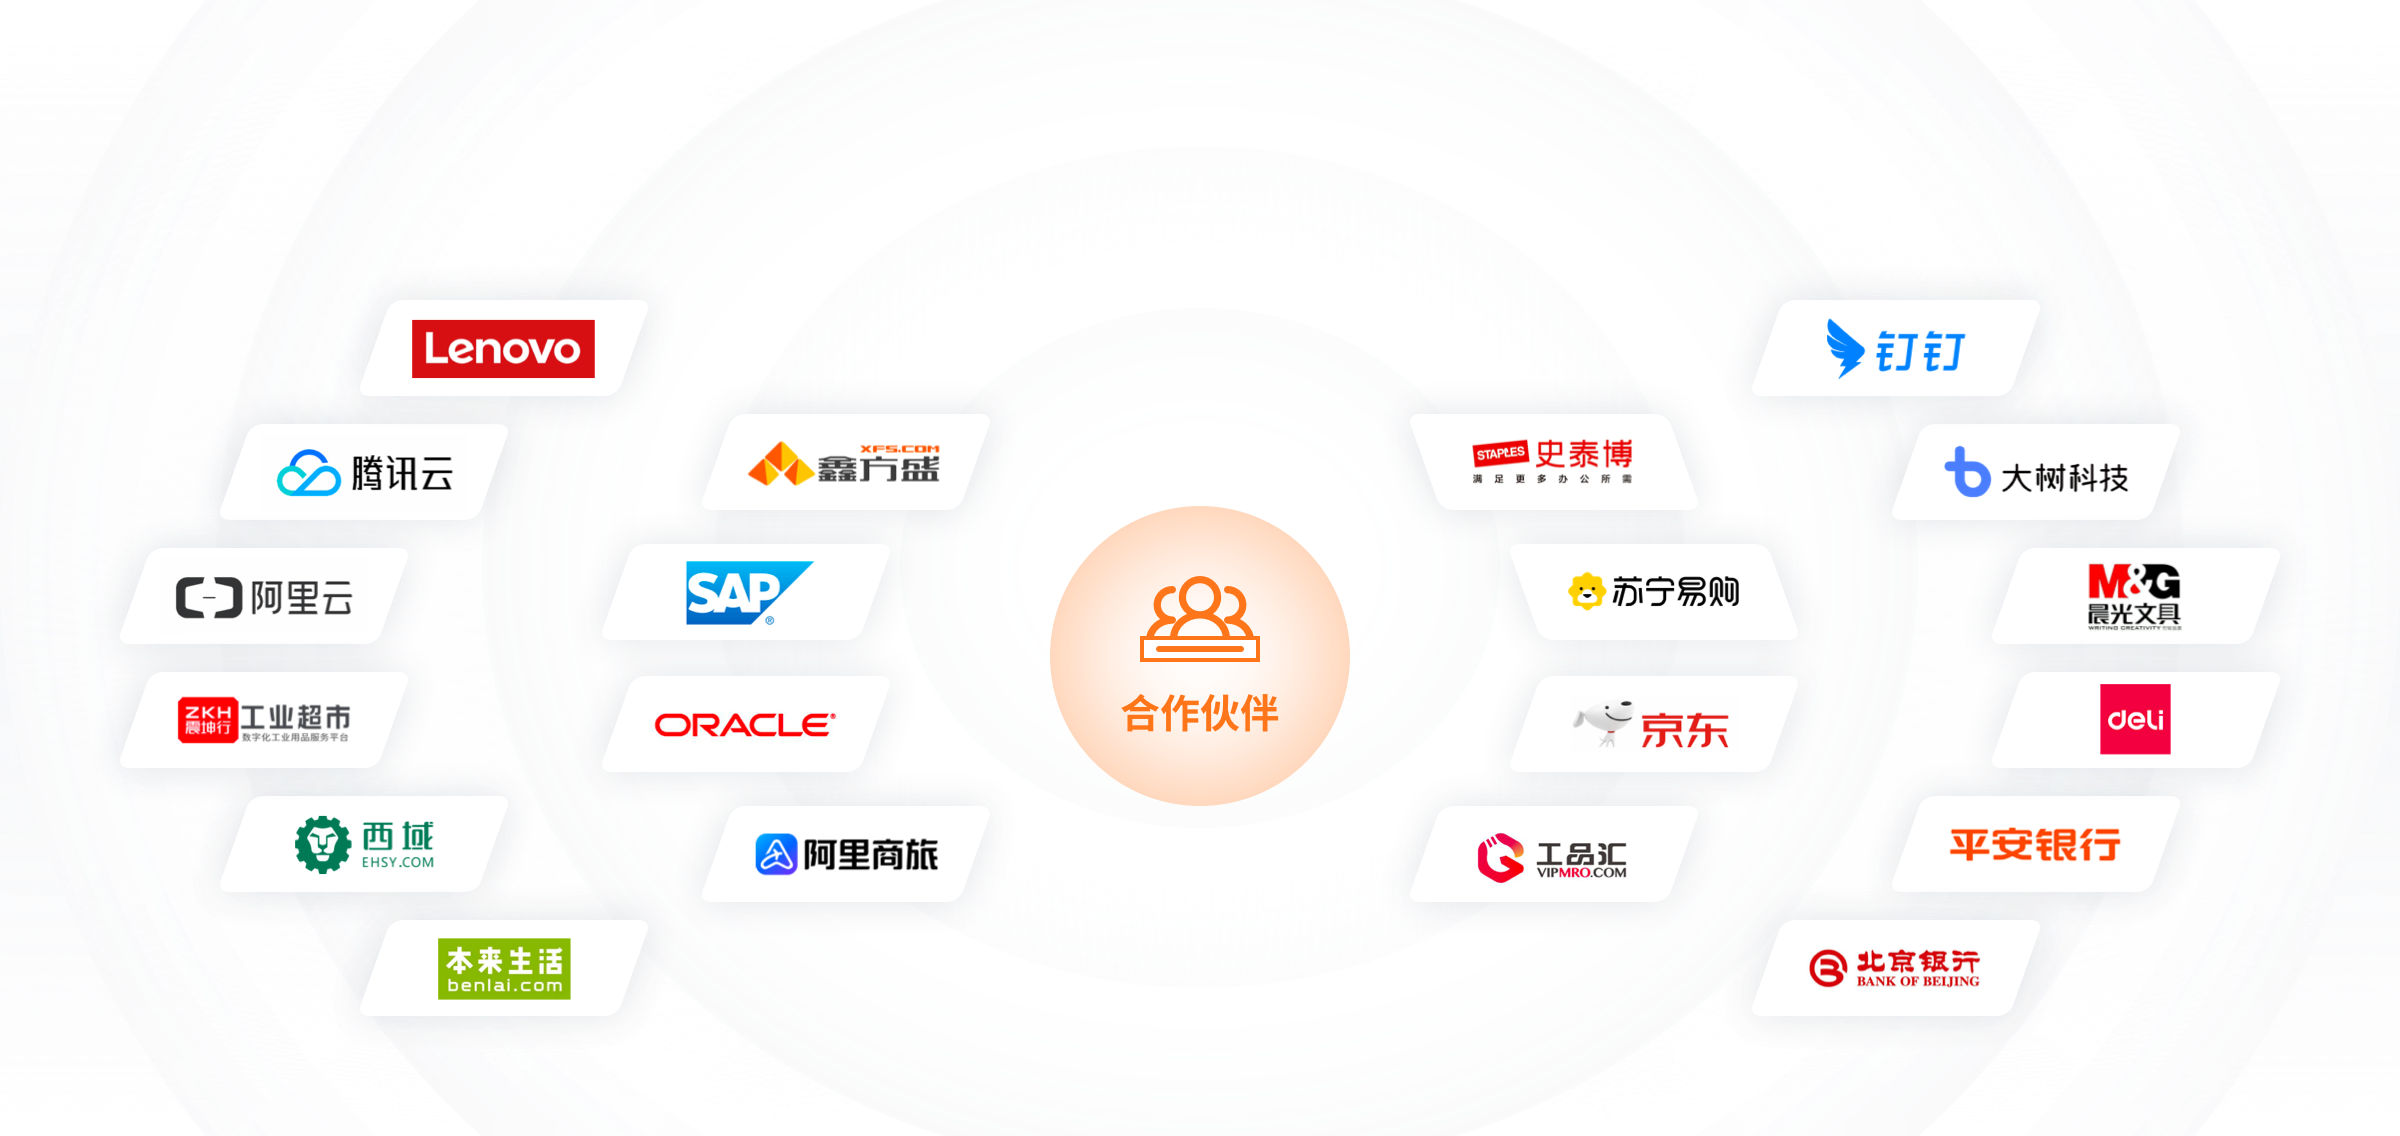 Lenovo
钉钉
XFS.COM
鑫方盛
STAPLES 史泰博
满足更多办公所需
腾讯云
大树科技
SAP®
苏宁易购
阿里云
M&G
晨光文具
WRITING CREATIVITY
ZKH
震坤行
工业超市
数字化工业用品服务平台
ORACLE®
合作伙伴
京东
deli
西域
EHSY.COM
阿里商旅
工品汇
VIPMRO.COM
平安银行
本来生活
benlai.com
北京银行
BANK OF BEIJING